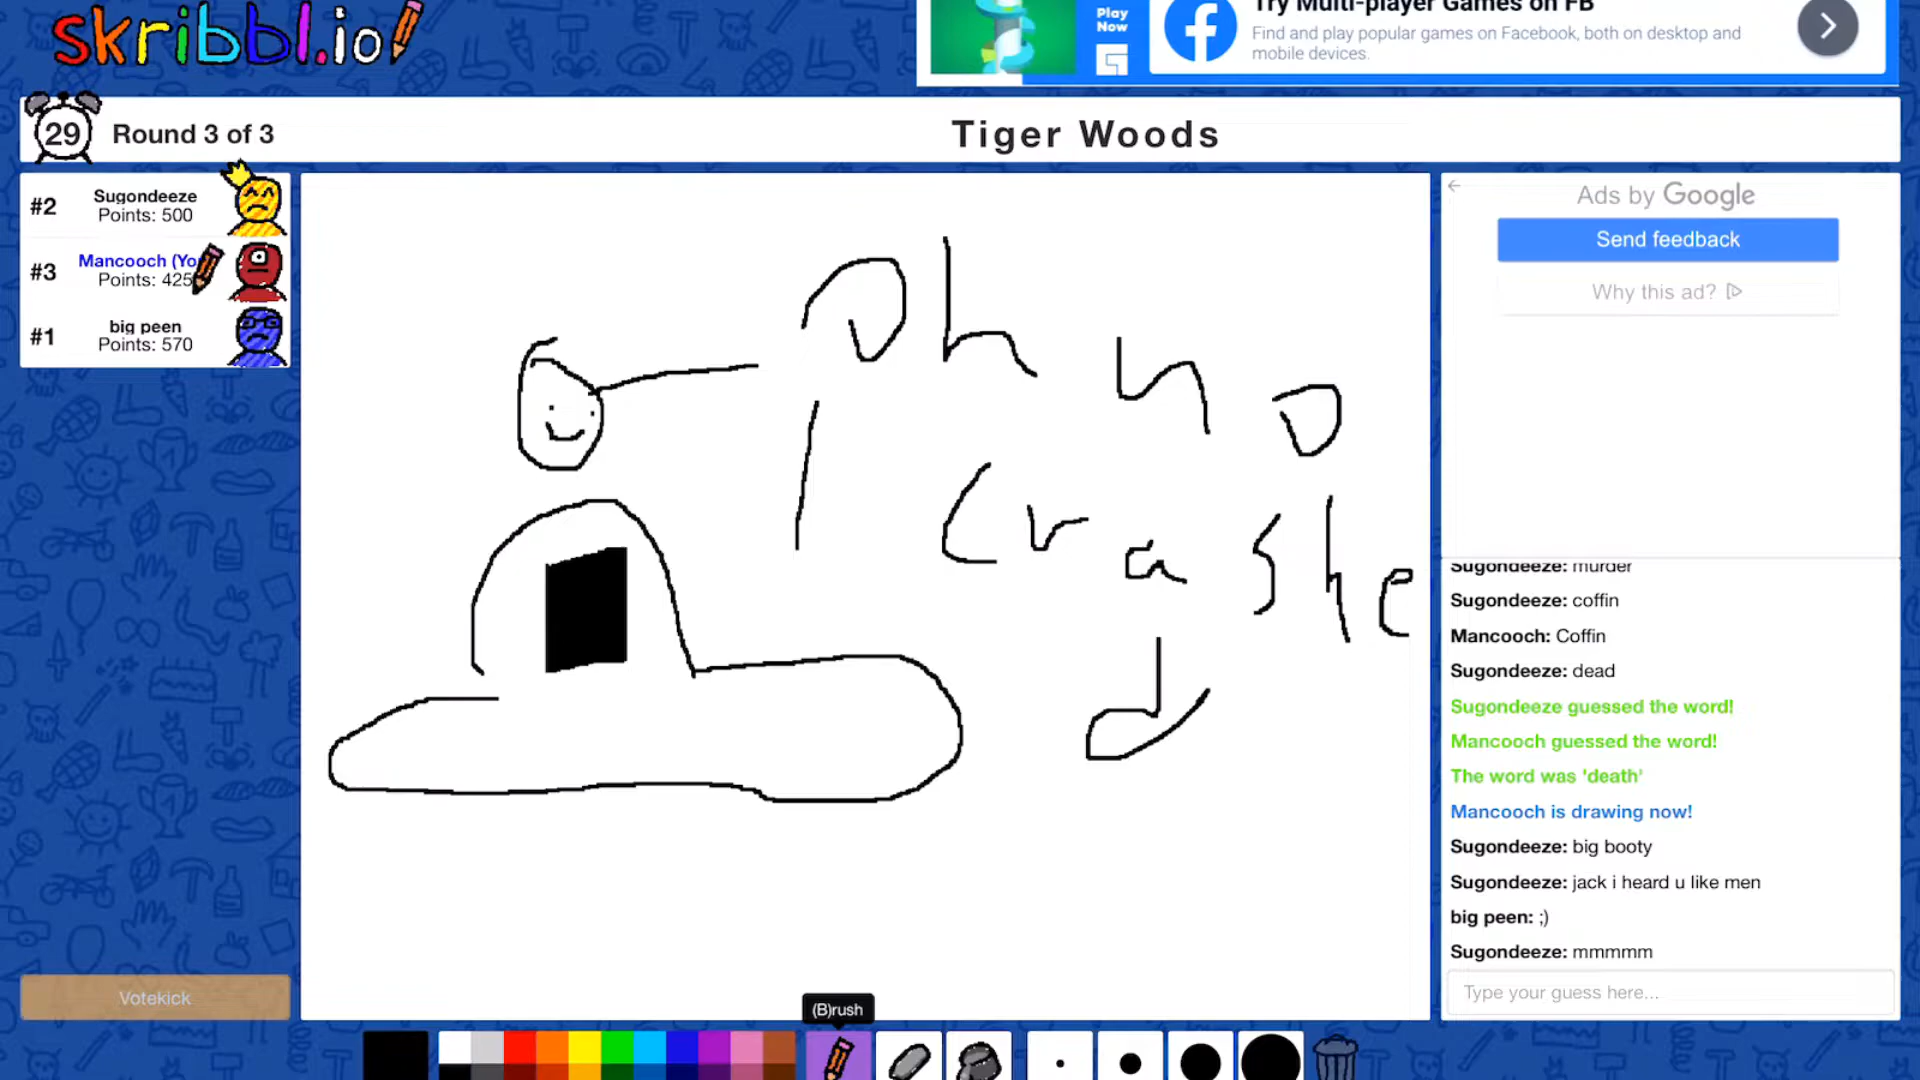 skribbl.io
Play
Now
Try Multi-player Games on FB
Find and play popular games on Facebook, both on desktop and
mobile devices.
29
Round 3 of 3
Tiger Woods
#2
Sugondeeze
Points: 500
#3
Mancooch (You
Points: 425
#1
big peen
Points: 570
Oh no
I crashe
d
Ads by Google
Send feedback
Why this ad?
Sugondeeze: murder
Sugondeeze: coffin
Mancooch: Coffin
Sugondeeze: dead
Sugondeeze guessed the word!
Mancooch guessed the word!
The word was 'death'
Mancooch is drawing now!
Sugondeeze: big booty
Sugondeeze: jack i heard u like men
big peen: ;)
Sugondeeze: mmmmm
Type your guess here...
Votekick
(B)rush